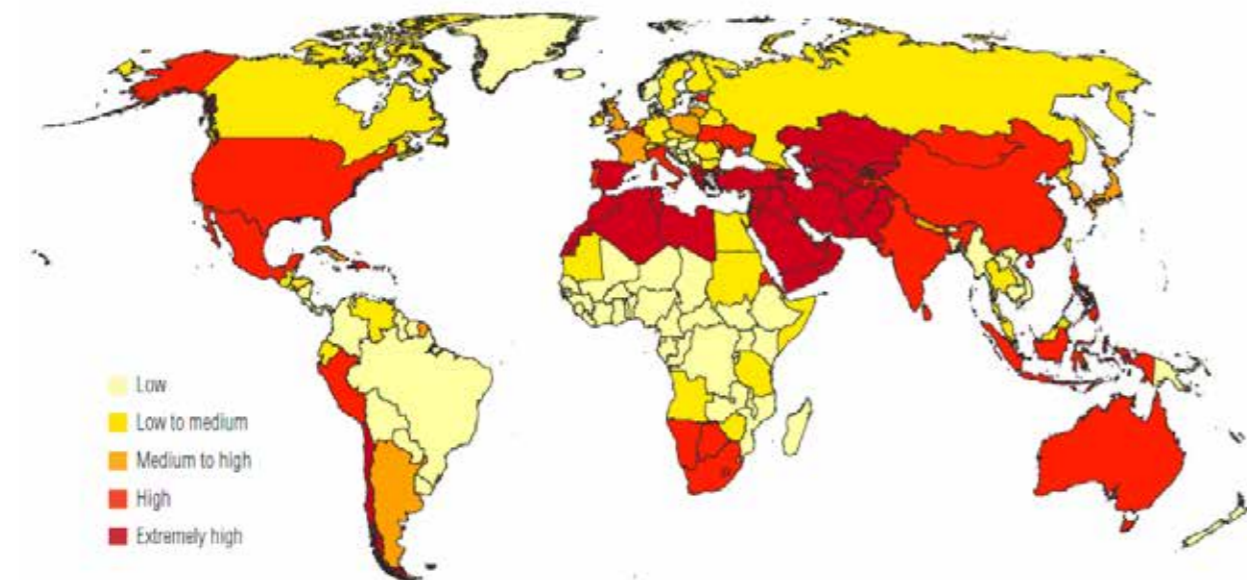 Low
Low to medium
Medium to high
High
Extremely high